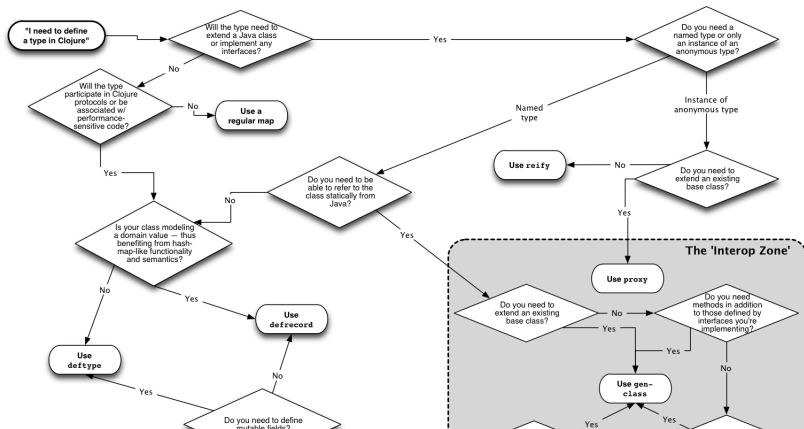 "I need to define
a type in Clojure"
Will the type need to
extend a Java class
or implement any
interfaces?
Yes
Do you need a
named type or only
an instance of an
anonymous type?
No
Will the type
participate in Clojure
protocols or be
associated w/
performance-
sensitive code?
No
Use a
regular map
Named
type
Instance of
anonymous type
Use reify
No
Do you need to
extend an existing
base class?
Yes
Do you need to be
able to refer to the
class statically from
Java?
No
Yes
Is your class modeling
a domain value — thus
benefiting from hash-
map-like functionality
and semantics?
Yes
The 'Interop Zone'
Use proxy
No
Yes
Use
defrecord
Do you need to
extend an existing
base class?
No
Yes
Do you need
methods in addition
to those defined by
interfaces you're
implementing?
Yes
No
Use
deftype
Yes
No
Do you need to define
mutable fields?
Use gen-
class
Yes
Yes